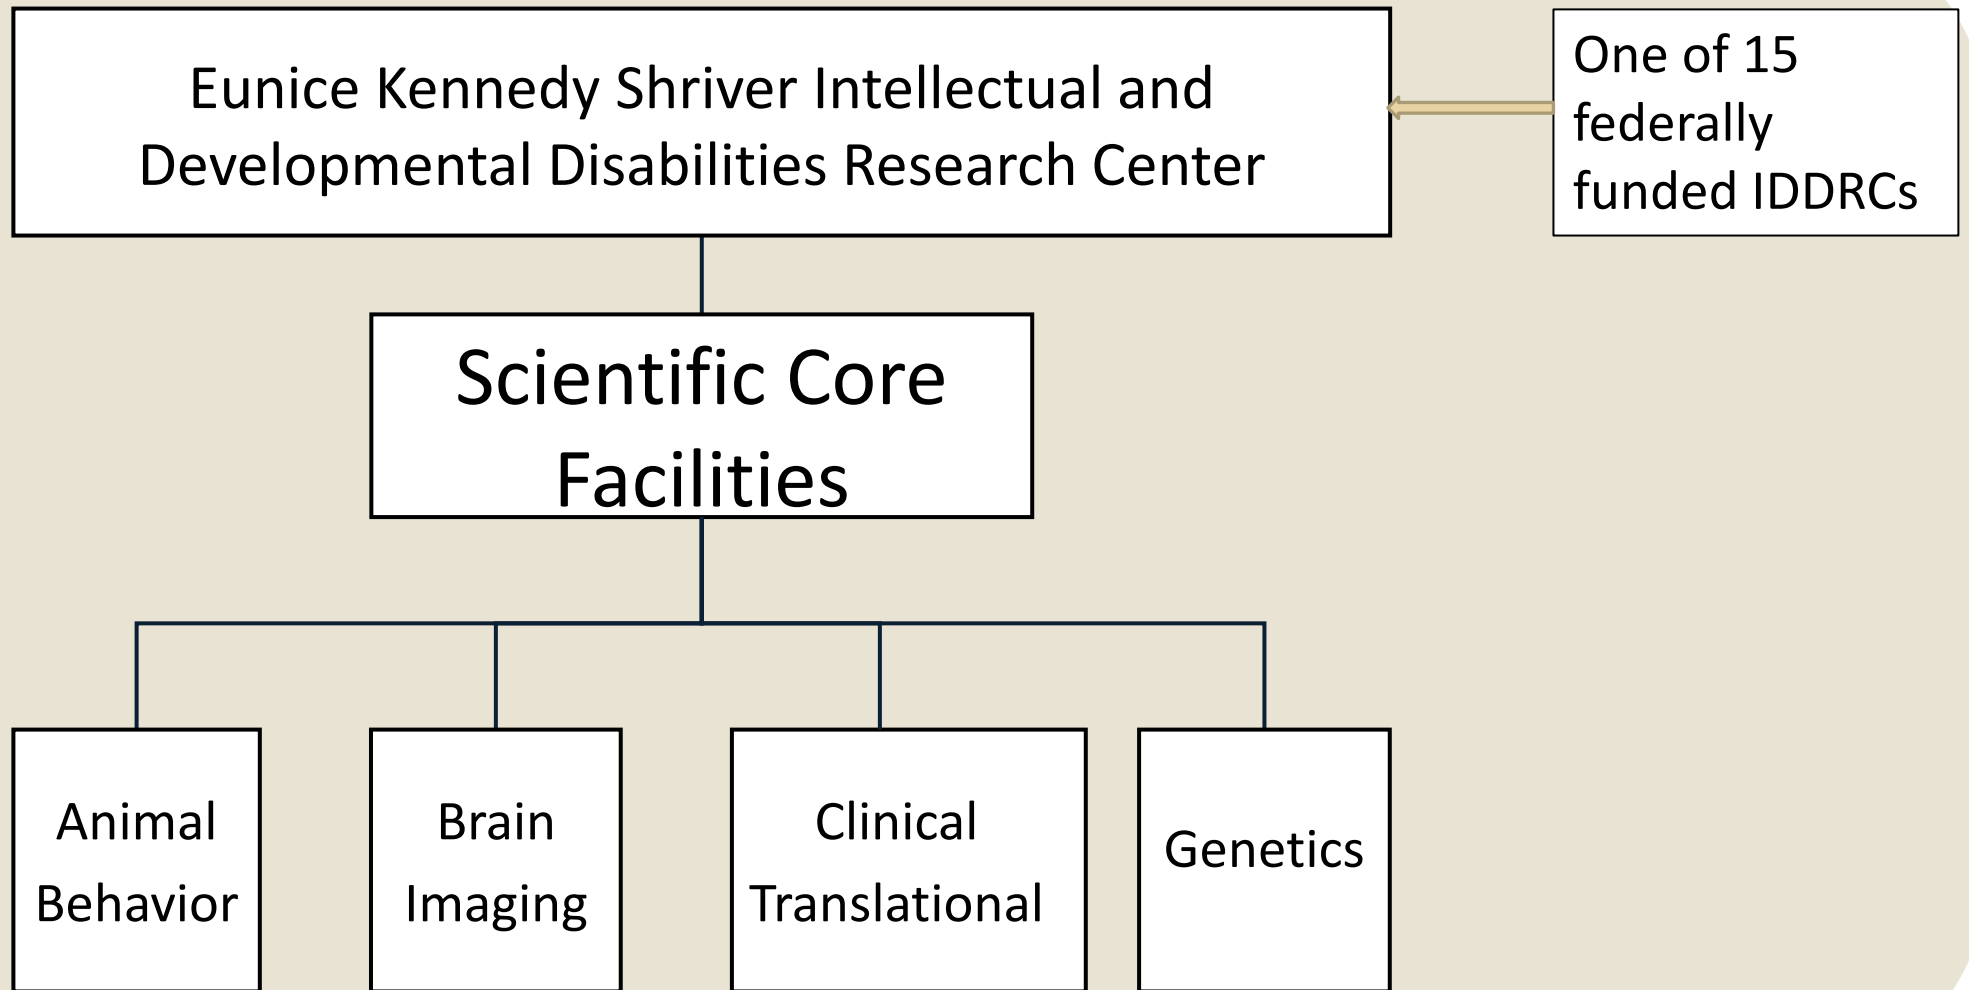 Eunice Kennedy Shriver Intellectual and
Developmental Disabilities Research Center
One of 15
federally
funded IDDRCs
Scientific Core
Facilities
Animal
Behavior
Brain
Imaging
Clinical
Translational
Genetics